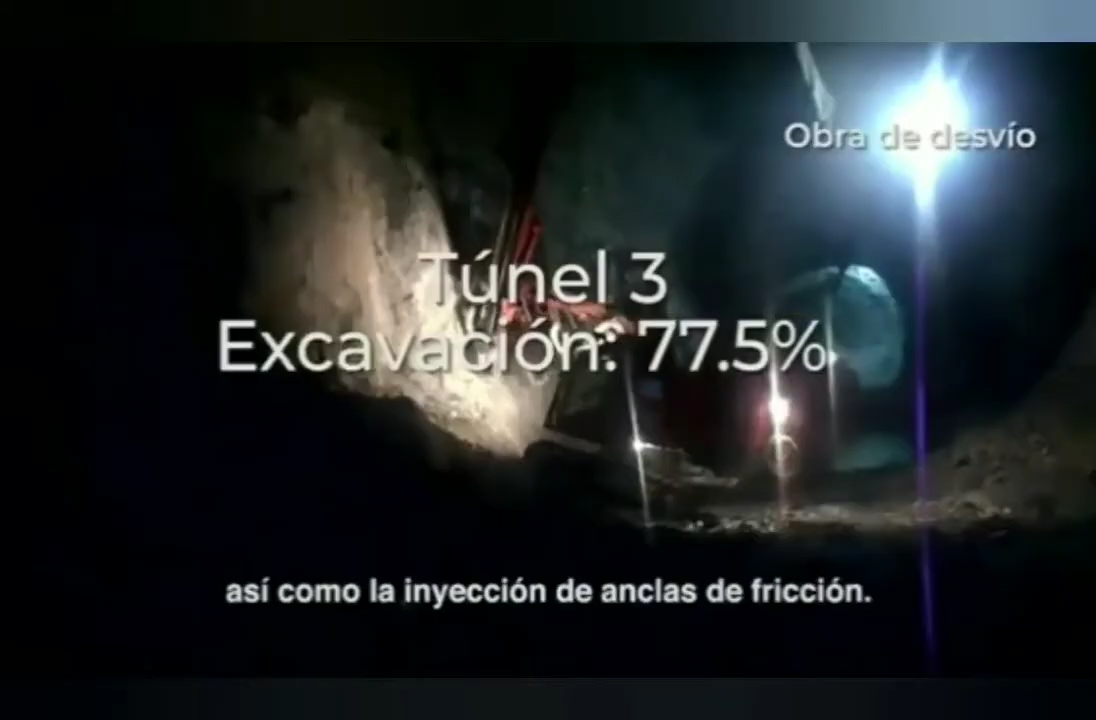 Obra de desvío
Túnel 3
Excavación: 77.5%
así como la inyección de anclas de fricción.